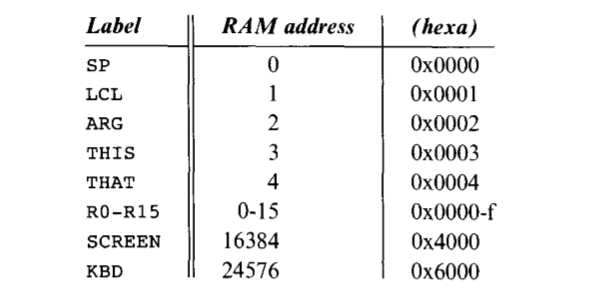 Label RAM address (hexa)
SP 0 0x0000
LCL 1 0x0001
ARG 2 0x0002
THIS 3 0x0003
THAT 4 0x0004
R0-R15 0-15 0x0000-f
SCREEN 16384 0x4000
KBD 24576 0x6000